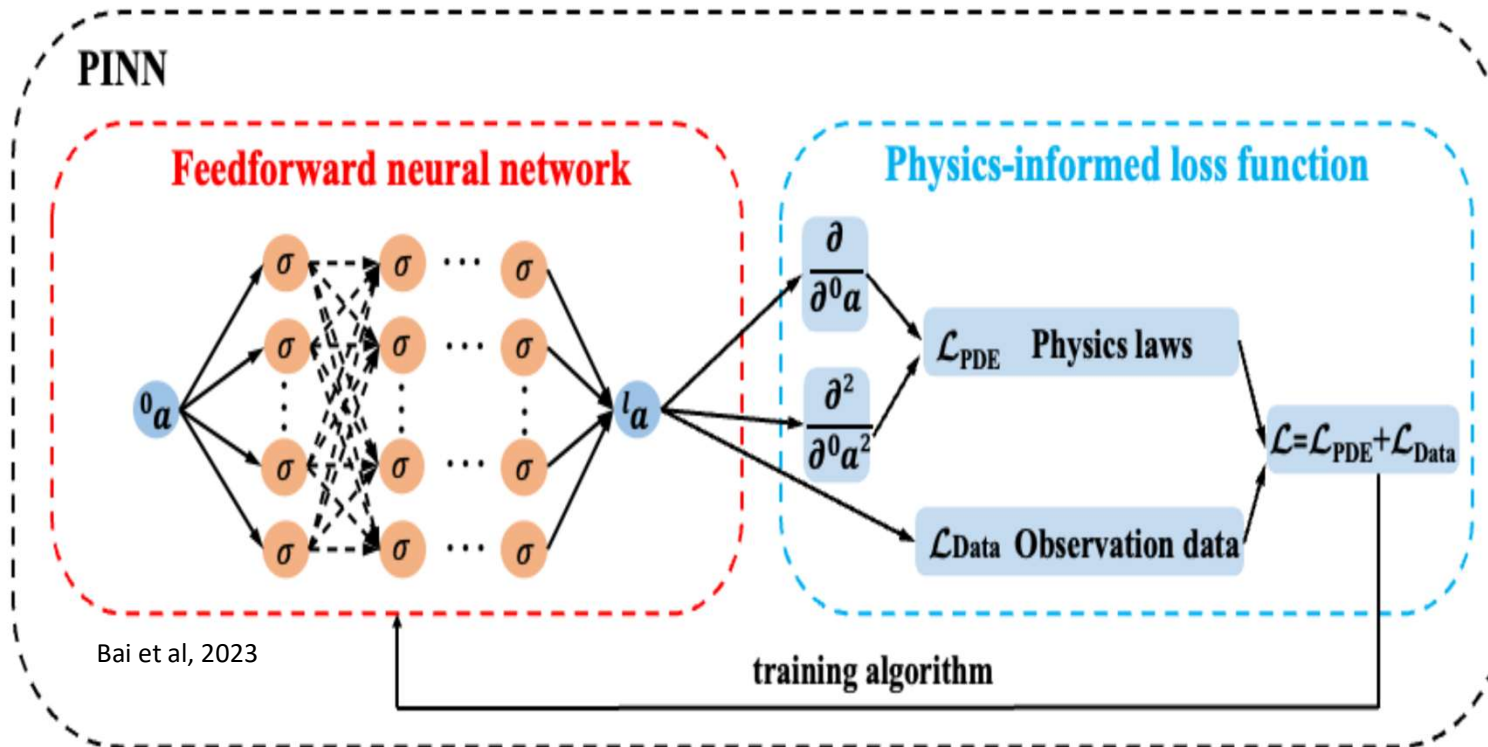 PINN
Feedforward neural network
Physics-informed loss function
σ σ ··· σ
σ σ ··· σ
⋮ ⋮ ⋮
σ σ ··· σ
σ σ ··· σ
⁰a
ˡa
∂
∂⁰a
∂²
∂⁰a²
ℒPDE Physics laws
ℒData Observation data
ℒ=ℒPDE+ℒData
Bai et al, 2023
training algorithm